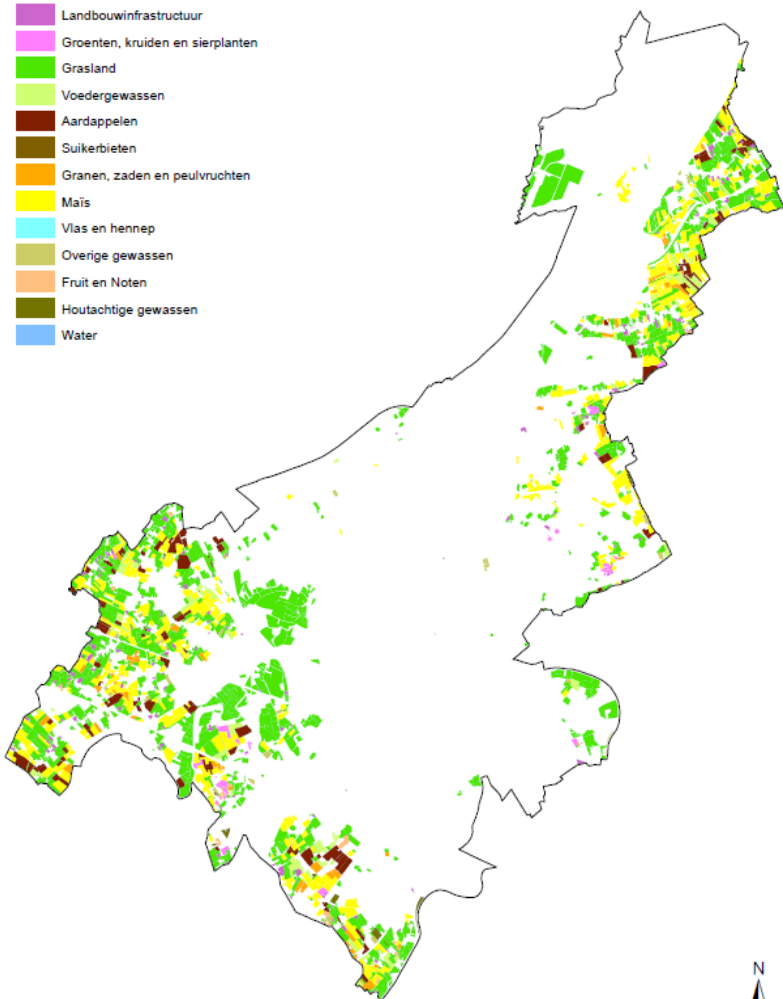 Landbouwinfrastructuur
Groenten, kruiden en sierplanten
Grasland
Voedergewassen
Aardappelen
Suikerbieten
Granen, zaden en peulvruchten
Maïs
Vlas en hennep
Overige gewassen
Fruit en Noten
Houtachtige gewassen
Water
N